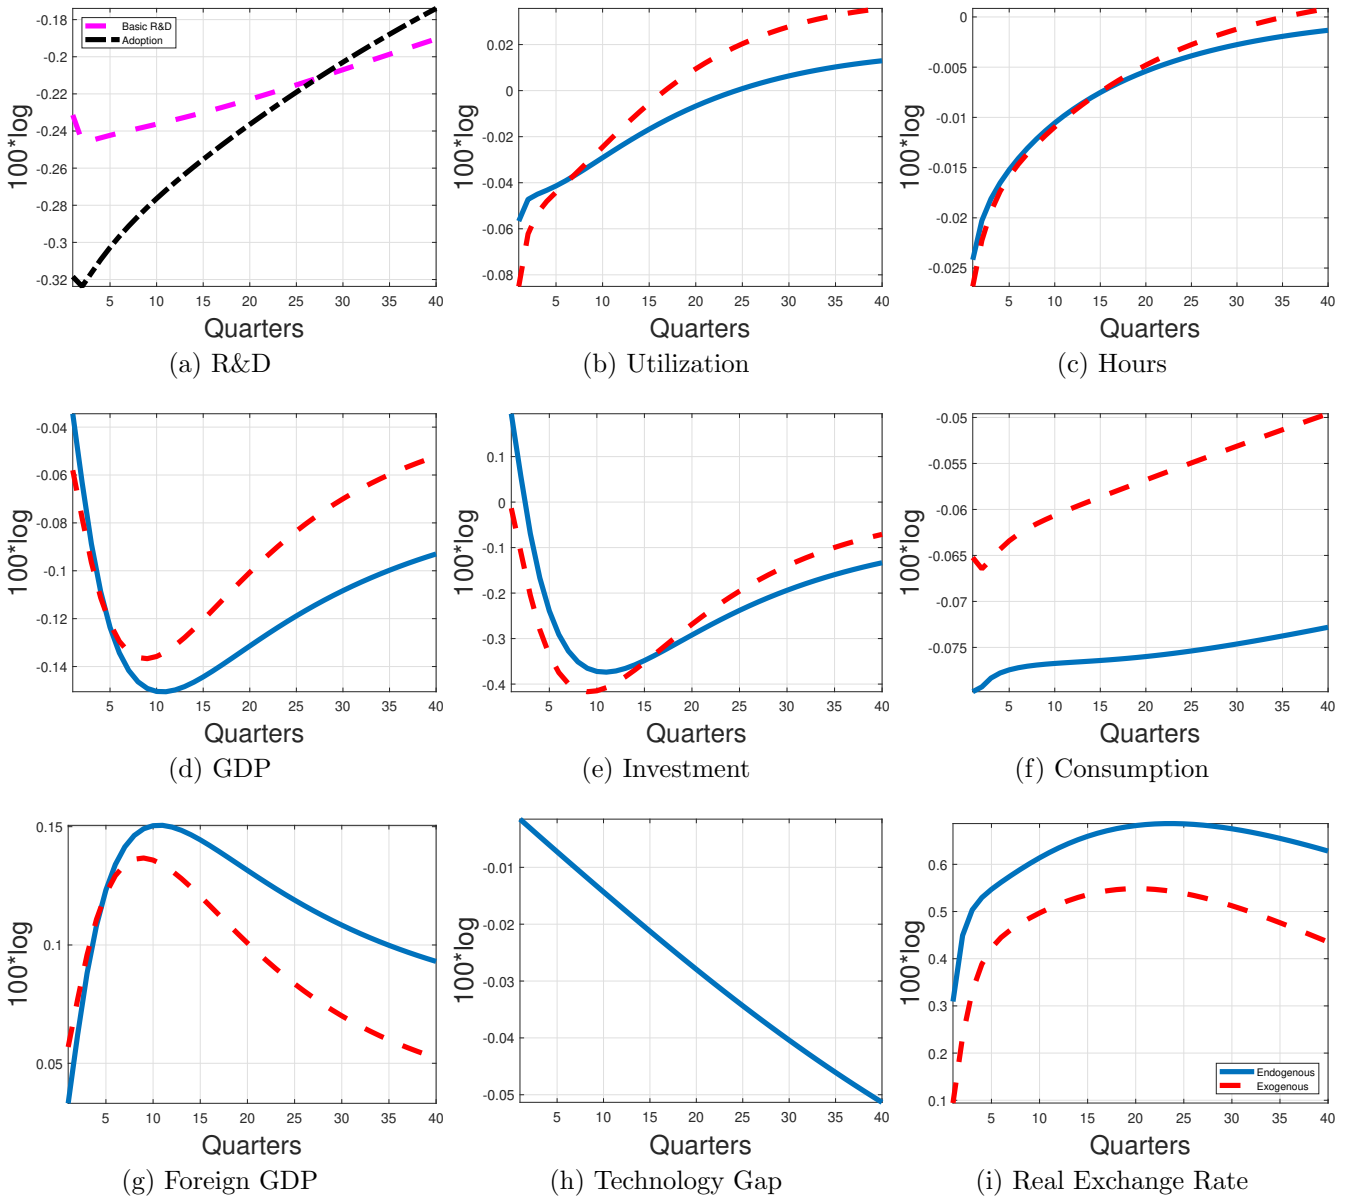 -0.18
-0.2
-0.22
-0.24
-0.26
-0.28
-0.3
-0.32
100*log
Basic R&D
Adoption
5 10 15 20 25 30 35 40
Quarters
(a) R&D
0.02
0
-0.02
-0.04
-0.06
-0.08
100*log
5 10 15 20 25 30 35 40
Quarters
(b) Utilization
0
-0.005
-0.01
-0.015
-0.02
-0.025
100*log
5 10 15 20 25 30 35 40
Quarters
(c) Hours
-0.04
-0.06
-0.08
-0.1
-0.12
-0.14
100*log
5 10 15 20 25 30 35 40
Quarters
(d) GDP
0.1
0
-0.1
-0.2
-0.3
-0.4
100*log
5 10 15 20 25 30 35 40
Quarters
(e) Investment
-0.05
-0.055
-0.06
-0.065
-0.07
-0.075
100*log
5 10 15 20 25 30 35 40
Quarters
(f) Consumption
0.15
0.1
0.05
100*log
5 10 15 20 25 30 35 40
Quarters
(g) Foreign GDP
-0.01
-0.02
-0.03
-0.04
-0.05
100*log
5 10 15 20 25 30 35 40
Quarters
(h) Technology Gap
0.6
0.5
0.4
0.3
0.2
0.1
100*log
Endogenous
Exogenous
5 10 15 20 25 30 35 40
Quarters
(i) Real Exchange Rate